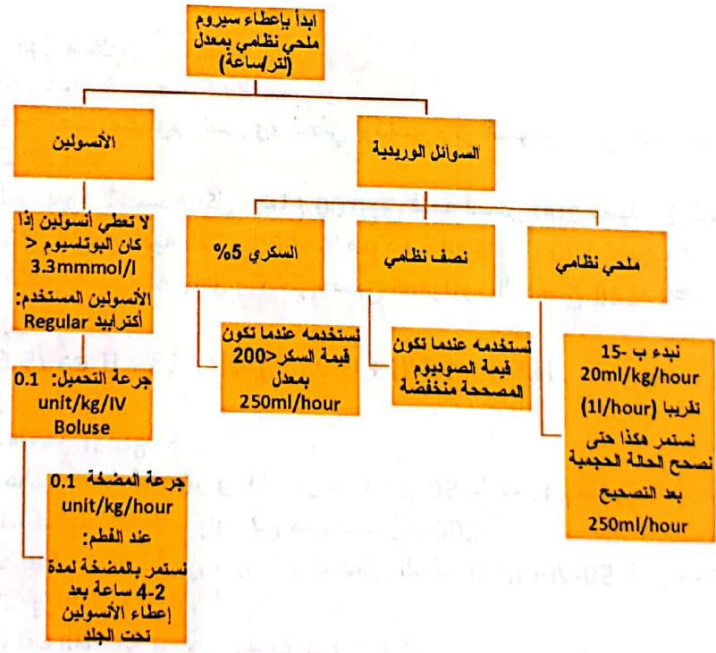 ابدأ بإعطاء سيروم
ملحي نظامي بمعدل
(لتر/ساعة)
السوائل الوريدية
الأنسولين
ملحي نظامي
نصف نظامي
السكري 5%
نبدء ب 15-
20ml/kg/hour
تقريبا (1l/hour)
نستمر هكذا حتى
نصحح الحالة الحجمية
بعد التصحيح
250ml/hour
نستخدمه عندما تكون
قيمة الصوديوم
المصححة منخفضة
نستخدمه عندما تكون
قيمة السكر<200
بمعدل
250ml/hour
لا تعطي أنسولين إذا
كان البوتاسيوم <
3.3mmmol/l
الأنسولين المستخدم:
أكترابيد Regular
جرعة التحميل: 0.1
unit/kg/IV
Boluse
جرعة المضخة 0.1
unit/kg/hour
عند الفطم:
نستمر بالمضخة لمدة
2-4 ساعة بعد
إعطاء الأنسولين
تحت الجلد